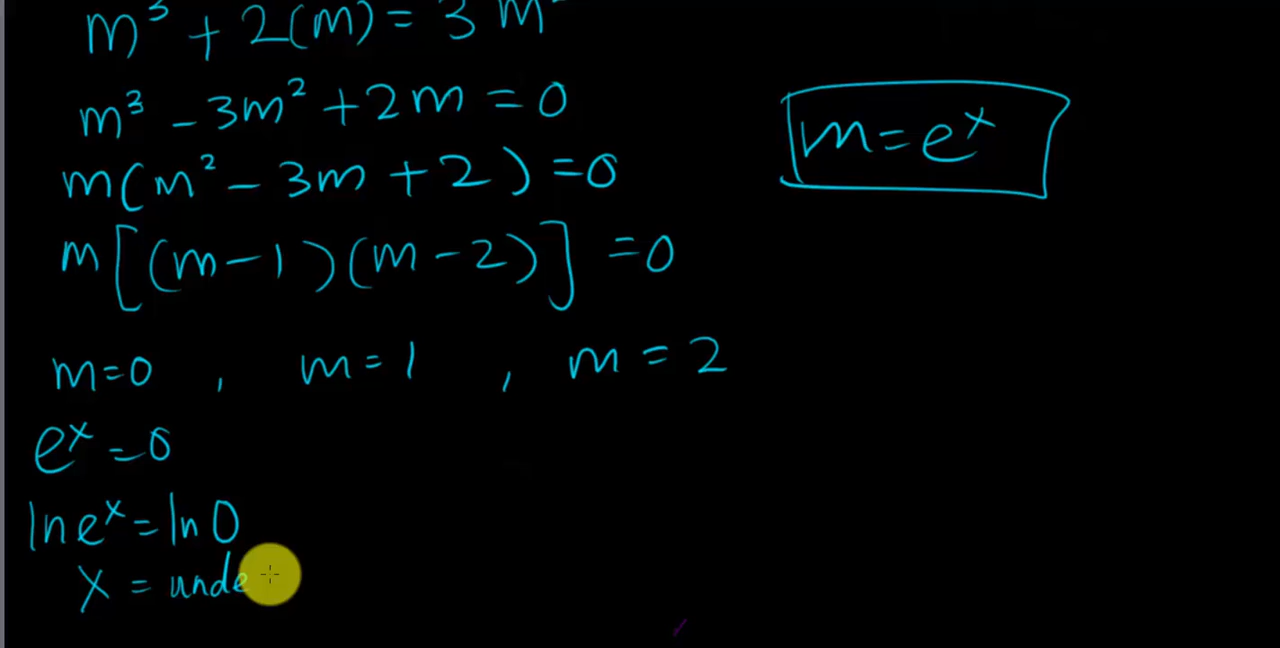 m³ + 2(m) = 3m
m³ - 3m² + 2m = 0
m = eˣ
m(m² - 3m + 2) = 0
m[(m-1)(m-2)] = 0
m=0 , m=1 , m=2
eˣ = 0
ln eˣ = ln 0
x = unde